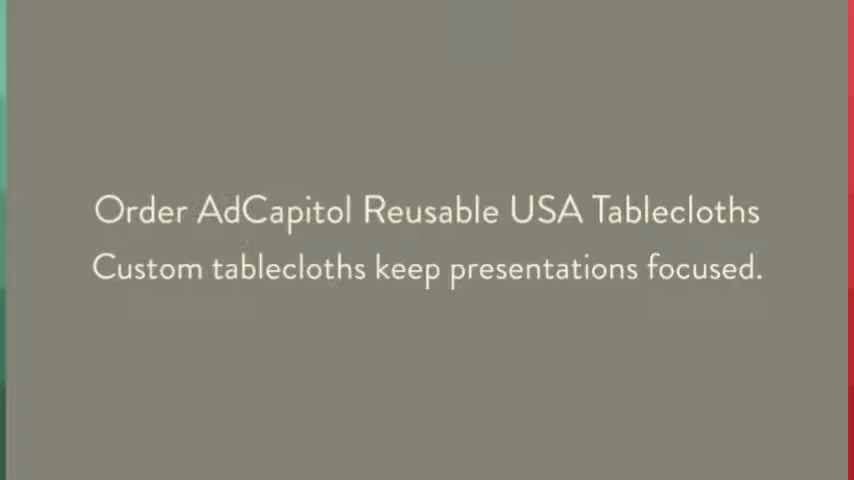 Order AdCapitol Reusable USA Tablecloths
Custom tablecloths keep presentations focused.